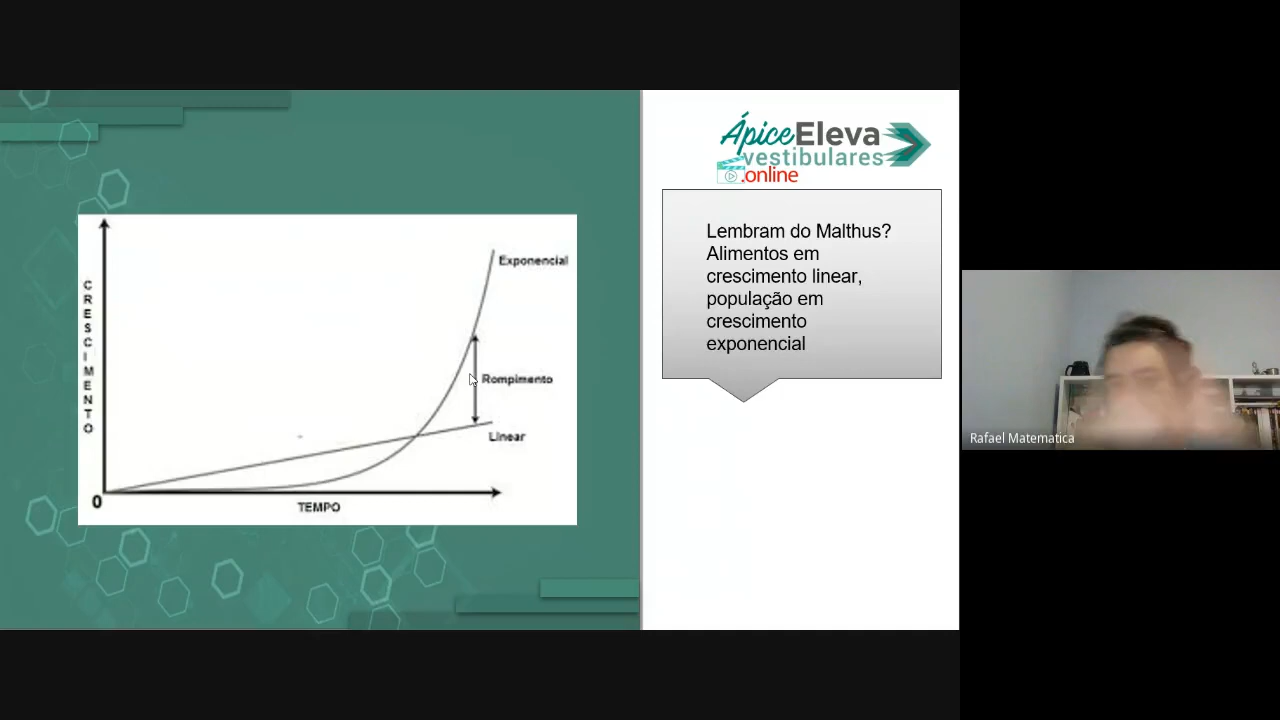 ÁpiceEleva
vestibulares
.online
Lembram do Malthus?
Alimentos em
crescimento linear,
população em
crescimento
exponencial
CRESCIMENTO
Exponencial
Rompimento
Linear
0
TEMPO
Rafael Matematica